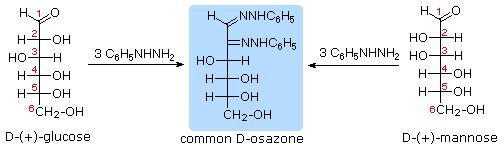 H 1 O
2
H OH
3
HO H
4
H OH
5
H OH
6 CH₂-OH
D-(+)-glucose
3 C₆H₅NHNH₂
H NNHC₆H₅
NNHC₆H₅
HO H
H OH
H OH
CH₂-OH
common D-osazone
3 C₆H₅NHNH₂
H 1 O
2
HO H
3
HO H
4
H OH
5
H OH
6 CH₂-OH
D-(+)-mannose